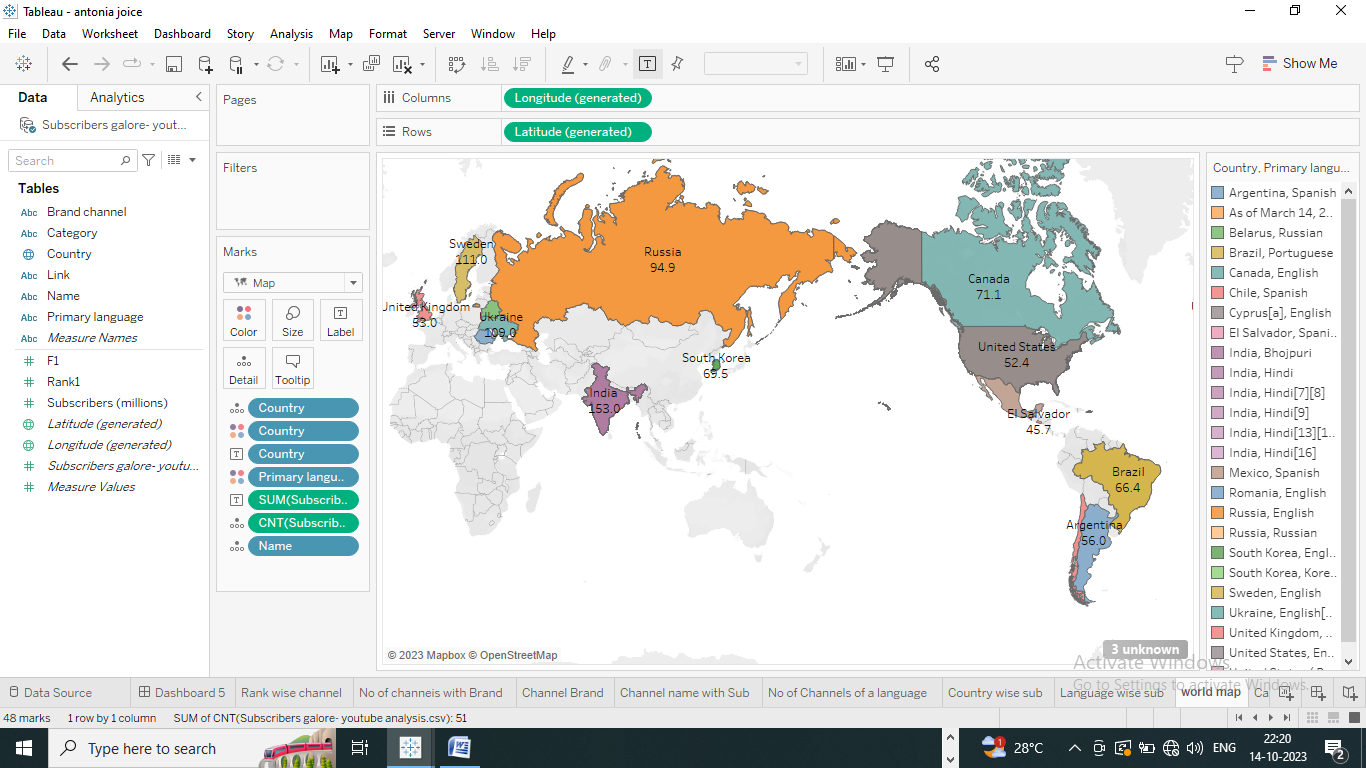 Tableau - antonia joice
File Data Worksheet Dashboard Story Analysis Map Format Server Window Help
Show Me
Data Analytics
Subscribers galore- yout...
Search
Tables
Abc Brand channel
Abc Category
Country
Abc Link
Abc Name
Abc Primary language
Abc Measure Names
F1
Rank1
Subscribers (millions)
Latitude (generated)
Longitude (generated)
Subscribers galore- youtu...
Measure Values
Pages
Filters
Marks
Map
Color Size Label
Detail Tooltip
Country
Country
Country
Primary langu..
SUM(Subscrib..
CNT(Subscrib..
Name
Columns Longitude (generated)
Rows Latitude (generated)
Sweden
111.0
Russia
94.9
United Kingdom
53.0
Ukraine
109.0
South Korea
69.5
India
153.0
Canada
71.1
United States
52.4
El Salvador
45.7
Brazil
66.4
Argentina
56.0
© 2023 Mapbox © OpenStreetMap
3 unknown
Country, Primary langu...
Argentina, Spanish
As of March 14, 2..
Belarus, Russian
Brazil, Portuguese
Canada, English
Chile, Spanish
Cyprus[a], English
El Salvador, Spani..
India, Bhojpuri
India, Hindi
India, Hindi[7][8]
India, Hindi[9]
India, Hindi[13][1..
India, Hindi[16]
Mexico, Spanish
Romania, English
Russia, English
Russia, Russian
South Korea, Engl..
South Korea, Kore..
Sweden, English
Ukraine, English[..
United Kingdom, ..
United States, En..
Activate Windows
Go to Settings to activate Windows.
Data Source Dashboard 5 Rank wise channel No of channels with Brand Channel Brand Channel name with Sub No of Channels of a language Country wise sub Language wise sub world map Ca
48 marks 1 row by 1 column SUM of CNT(Subscribers galore- youtube analysis.csv): 51
Type here to search
1
28°C
ENG
22:20
14-10-2023
2